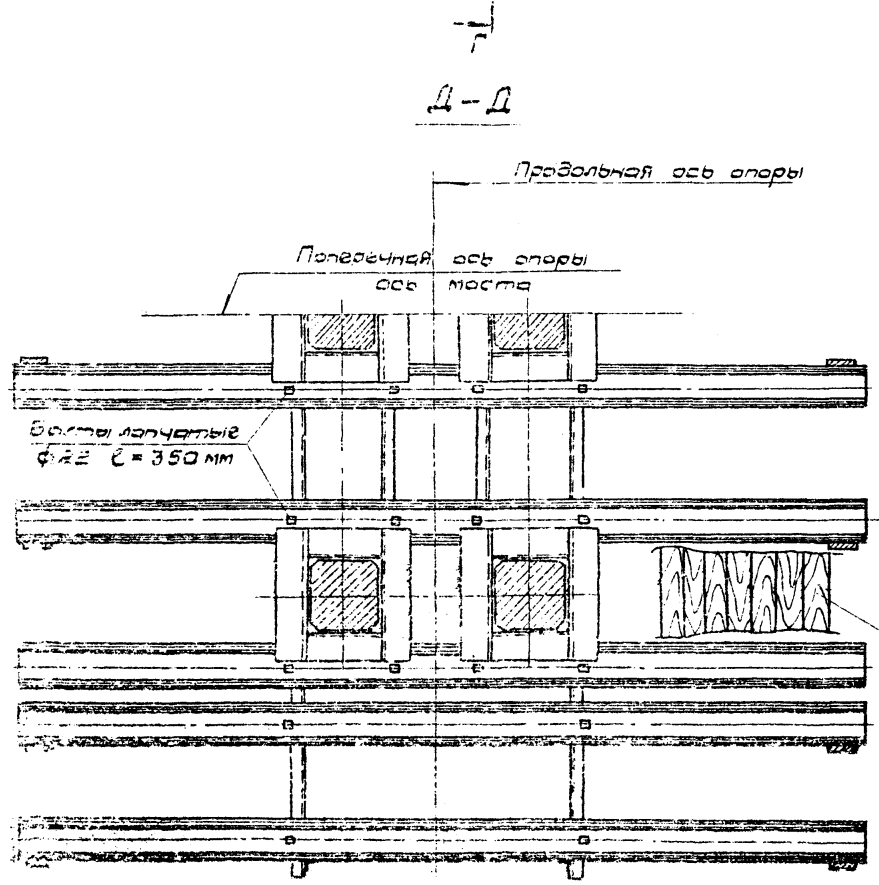 Г
Д – Д
Продольная ось опоры
Поперечная ось опоры
ось моста
Болты лапчатые
ф22 ℓ = 350 мм